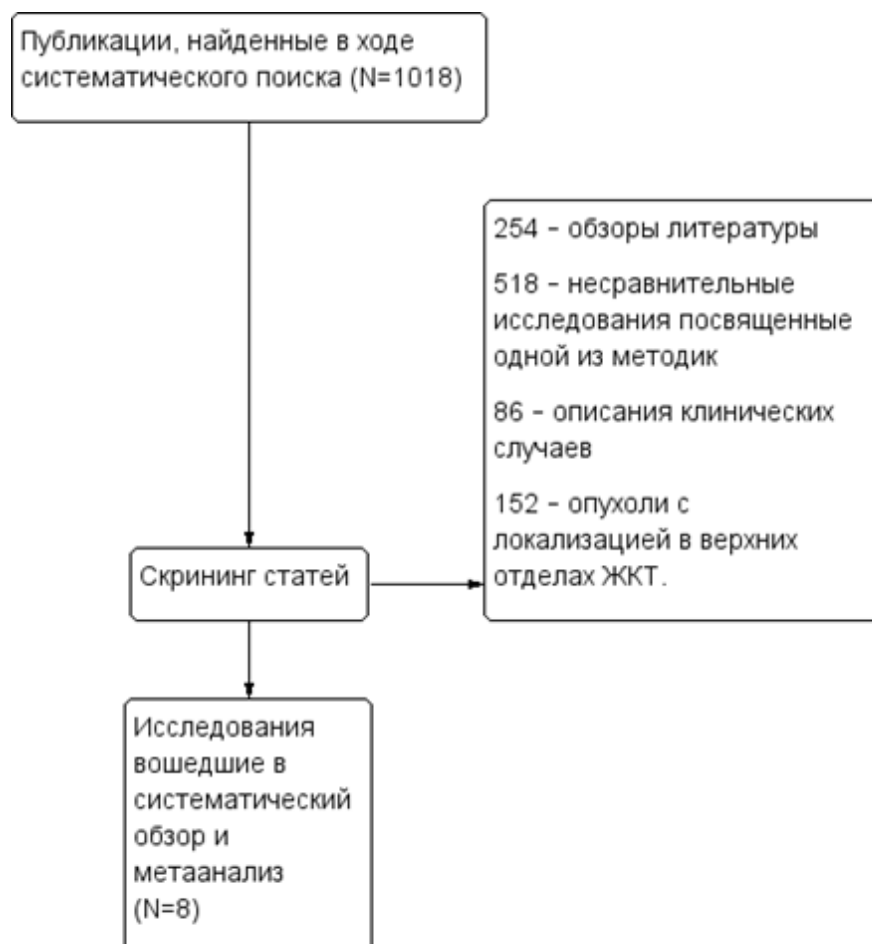 Публикации, найденные в ходе
систематического поиска (N=1018)
254 - обзоры литературы
518 - несравнительные
исследования посвященные
одной из методик
86 - описания клинических
случаев
152 - опухоли с
локализацией в верхних
отделах ЖКТ.
Скрининг статей
Исследования
вошедшие в
систематический
обзор и
метаанализ
(N=8)